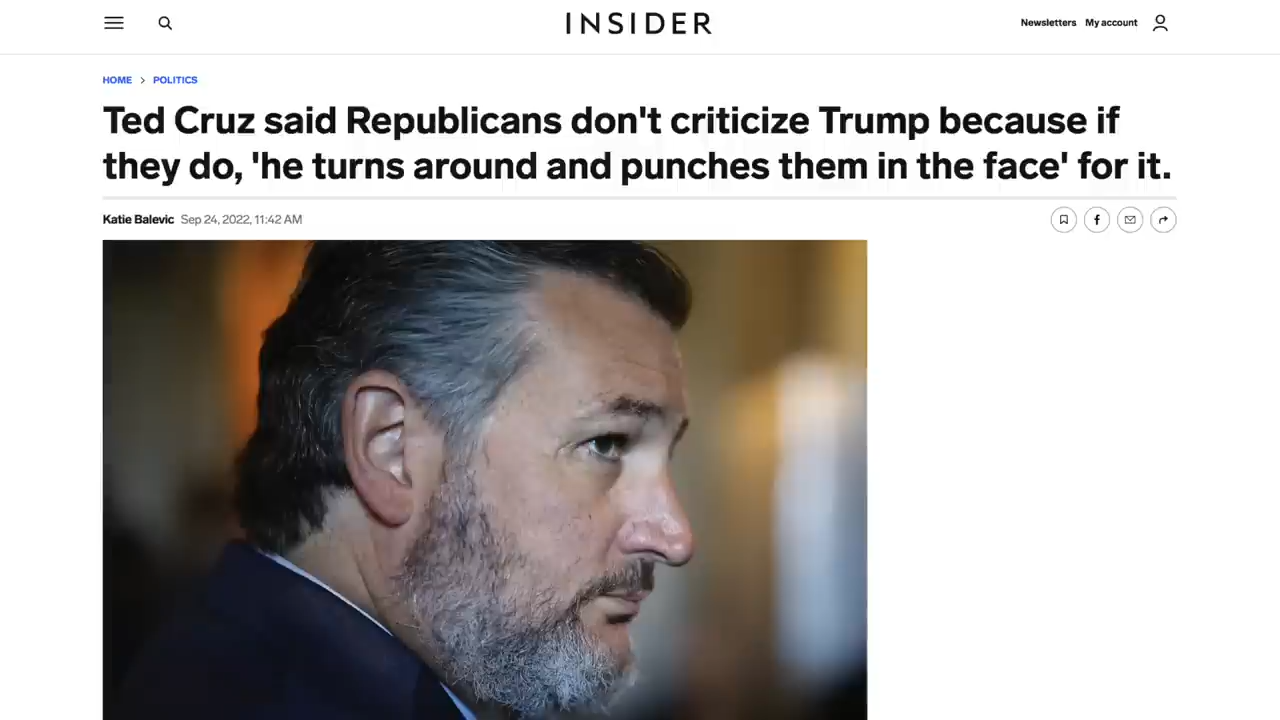 INSIDER
Newsletters My account
HOME > POLITICS
Ted Cruz said Republicans don't criticize Trump because if
they do, 'he turns around and punches them in the face' for it.
Katie Balevic Sep 24, 2022, 11:42 AM